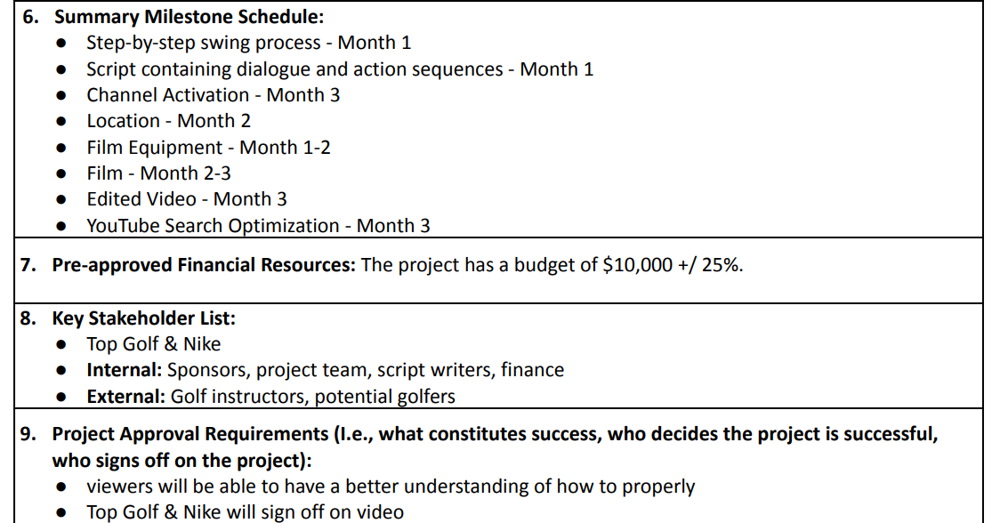 6. Summary Milestone Schedule:
● Step-by-step swing process - Month 1
● Script containing dialogue and action sequences - Month 1
● Channel Activation - Month 3
● Location - Month 2
● Film Equipment - Month 1-2
● Film - Month 2-3
● Edited Video - Month 3
● YouTube Search Optimization - Month 3
7. Pre-approved Financial Resources: The project has a budget of $10,000 +/ 25%.
8. Key Stakeholder List:
● Top Golf & Nike
● Internal: Sponsors, project team, script writers, finance
● External: Golf instructors, potential golfers
9. Project Approval Requirements (I.e., what constitutes success, who decides the project is successful,
who signs off on the project):
● viewers will be able to have a better understanding of how to properly
● Top Golf & Nike will sign off on video